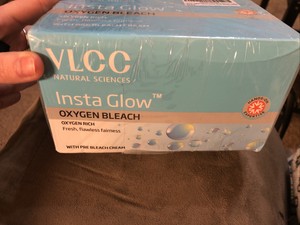 VLCC
NATURAL SCIENCES
Insta Glow™
OXYGEN BLEACH
OXYGEN RICH
Fresh, flawless fairness
WITH PRE BLEACH CREAM